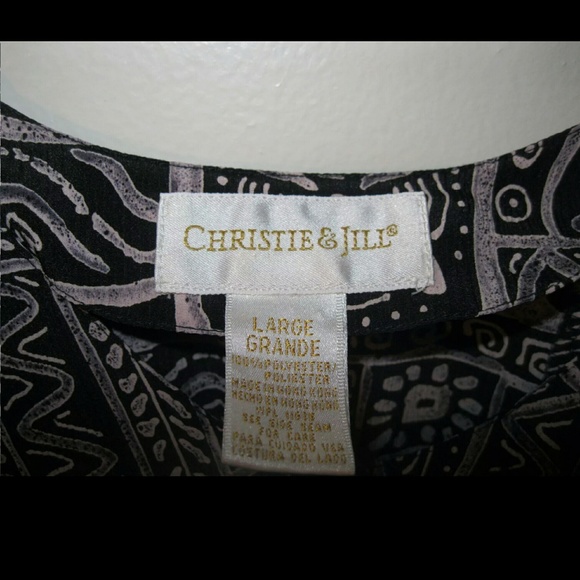 CHRISTIE & JILL®
LARGE
GRANDE
100% POLYESTER/
POLIESTER
MADE IN HONG KONG
HECHO EN HONG KONG
SEE SIDE SEAM
FOR CARE
PARA CUIDADO VER
COSTURA DEL LADO